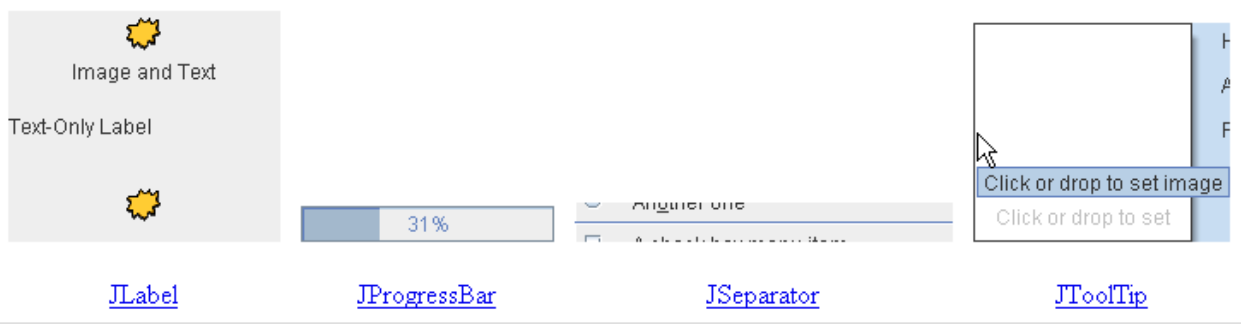 Image and Text
Text-Only Label
31%
Another one
A check box menu item
H
A
F
Click or drop to set image
Click or drop to set
JLabel
JProgressBar
JSeparator
JToolTip